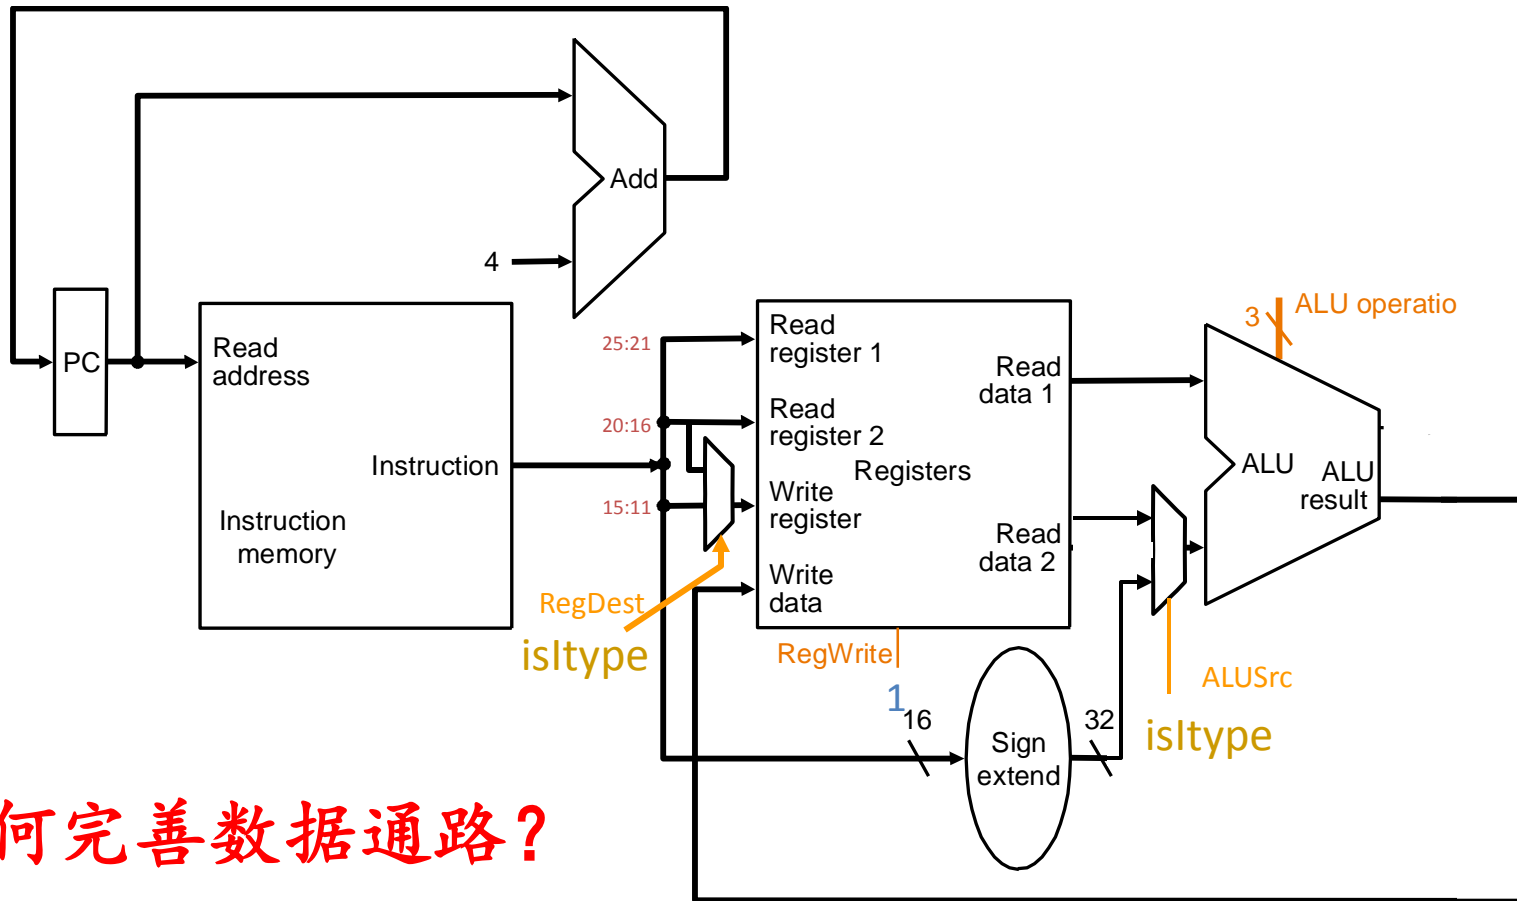 Add
4
PC
Read
address
Instruction
Instruction
memory
25:21
20:16
15:11
Read
register 1
Read
register 2
Registers
Write
register
Write
data
Read
data 1
Read
data 2
RegDest
isItype
RegWrite
1
16
Sign
extend
32
3
ALU operatio
ALU
ALU
result
ALUSrc
isItype
何完善数据通路?